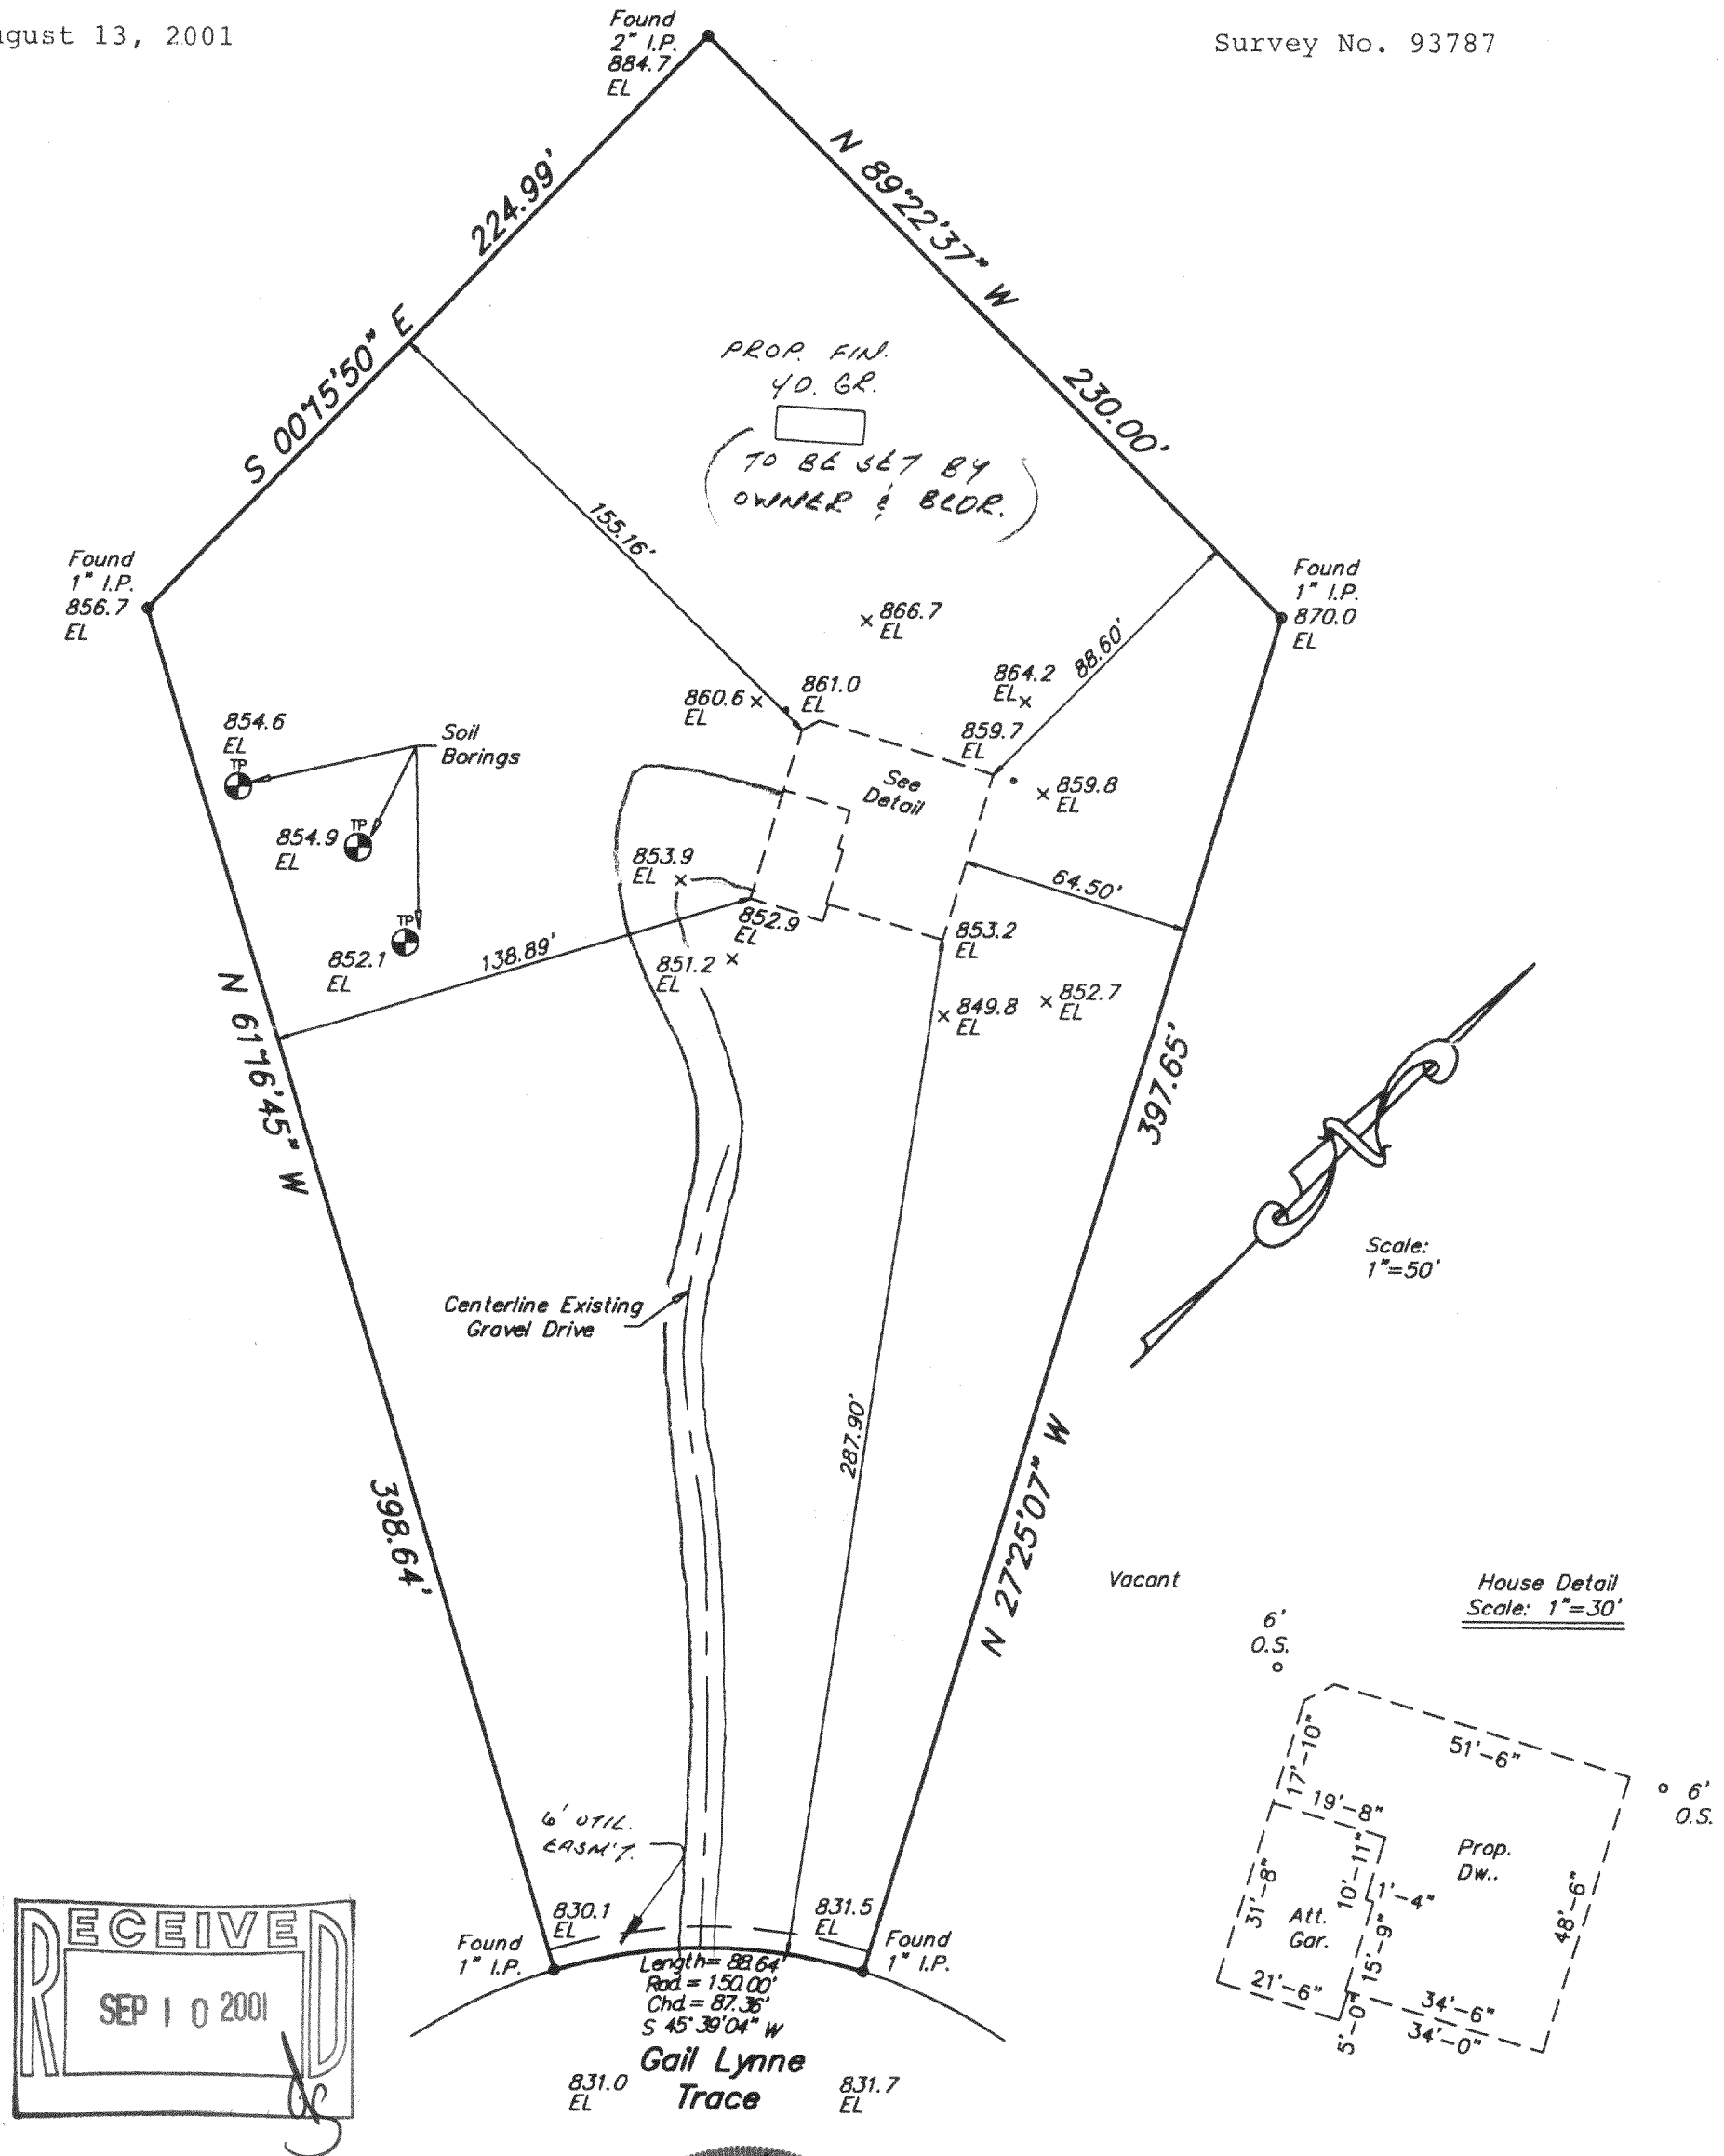 August 13, 2001
Survey No. 93787
Found
2" I.P.
884.7
EL
224.99'
S 00°15'50" E
N 89°22'37" W
230.00'
PROP. FIN.
YD. GR.
(TO BE SET BY
OWNER & BLDR.)
155.16'
88.60'
Found
1" I.P.
856.7
EL
Found
1" I.P.
870.0
EL
866.7
EL
864.2
EL
860.6
EL
861.0
EL
859.7
EL
859.8
EL
See
Detail
854.6
EL
TP
Soil
Borings
854.9
EL
TP
852.1
EL
TP
853.9
EL
852.9
EL
851.2
EL
64.50'
853.2
EL
849.8
EL
852.7
EL
138.89'
N 61°16'45" W
398.64'
397.65'
N 27°25'07" W
287.90'
Centerline Existing
Gravel Drive
Scale:
1"=50'
Vacant
House Detail
Scale: 1"=30'
6'
O.S.
51'-6"
17'-10"
19'-8"
6'
O.S.
Prop.
Dw..
10'-11"
1'-4"
31'-8"
Att.
Gar.
15'-9"
48'-6"
21'-6"
5'-0"
34'-6"
34'-0"
6' UTIL.
EASM'T.
830.1
EL
831.5
EL
Found
1" I.P.
Found
1" I.P.
Length= 88.64'
Rad.= 150.00'
Chd.= 87.36'
S 45°39'04" W
Gail Lynne
Trace
831.0
EL
831.7
EL
RECEIVED
SEP 10 2001